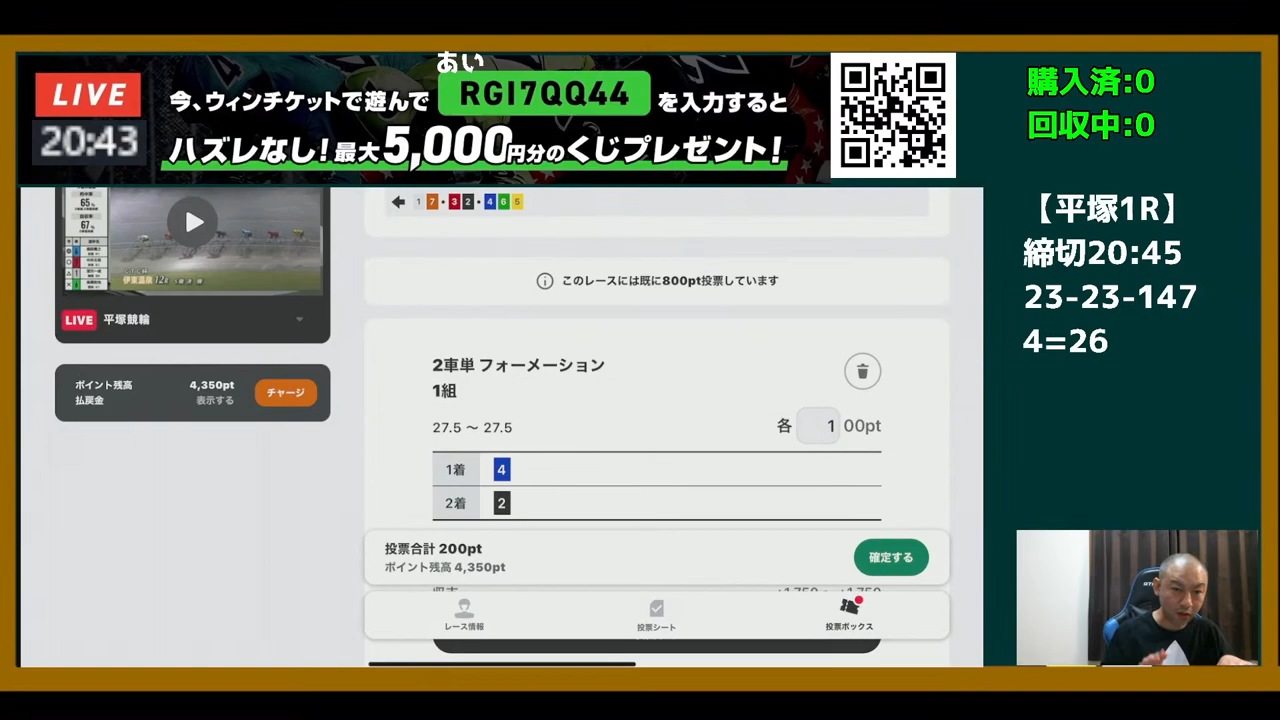 LIVE
20:43
あい
今、ウィンチケットで遊んで RGI7QQ44 を入力すると
ハズレなし!最大5,000円分のくじプレゼント!
購入済:0
回収中:0
【平塚1R】
締切20:45
23-23-147
4=26
65%
67%
伊東温泉 12R
LIVE 平塚競輪
ポイント残高 4,350pt
払戻金 表示する
チャージ
1 7・3 2・4 6 5
このレースには既に800pt投票しています
2車単 フォーメーション
1組
27.5 〜 27.5
各 1 00pt
1着 4
2着 2
投票合計 200pt
ポイント残高 4,350pt
確定する
レース情報
投票シート
投票ボックス